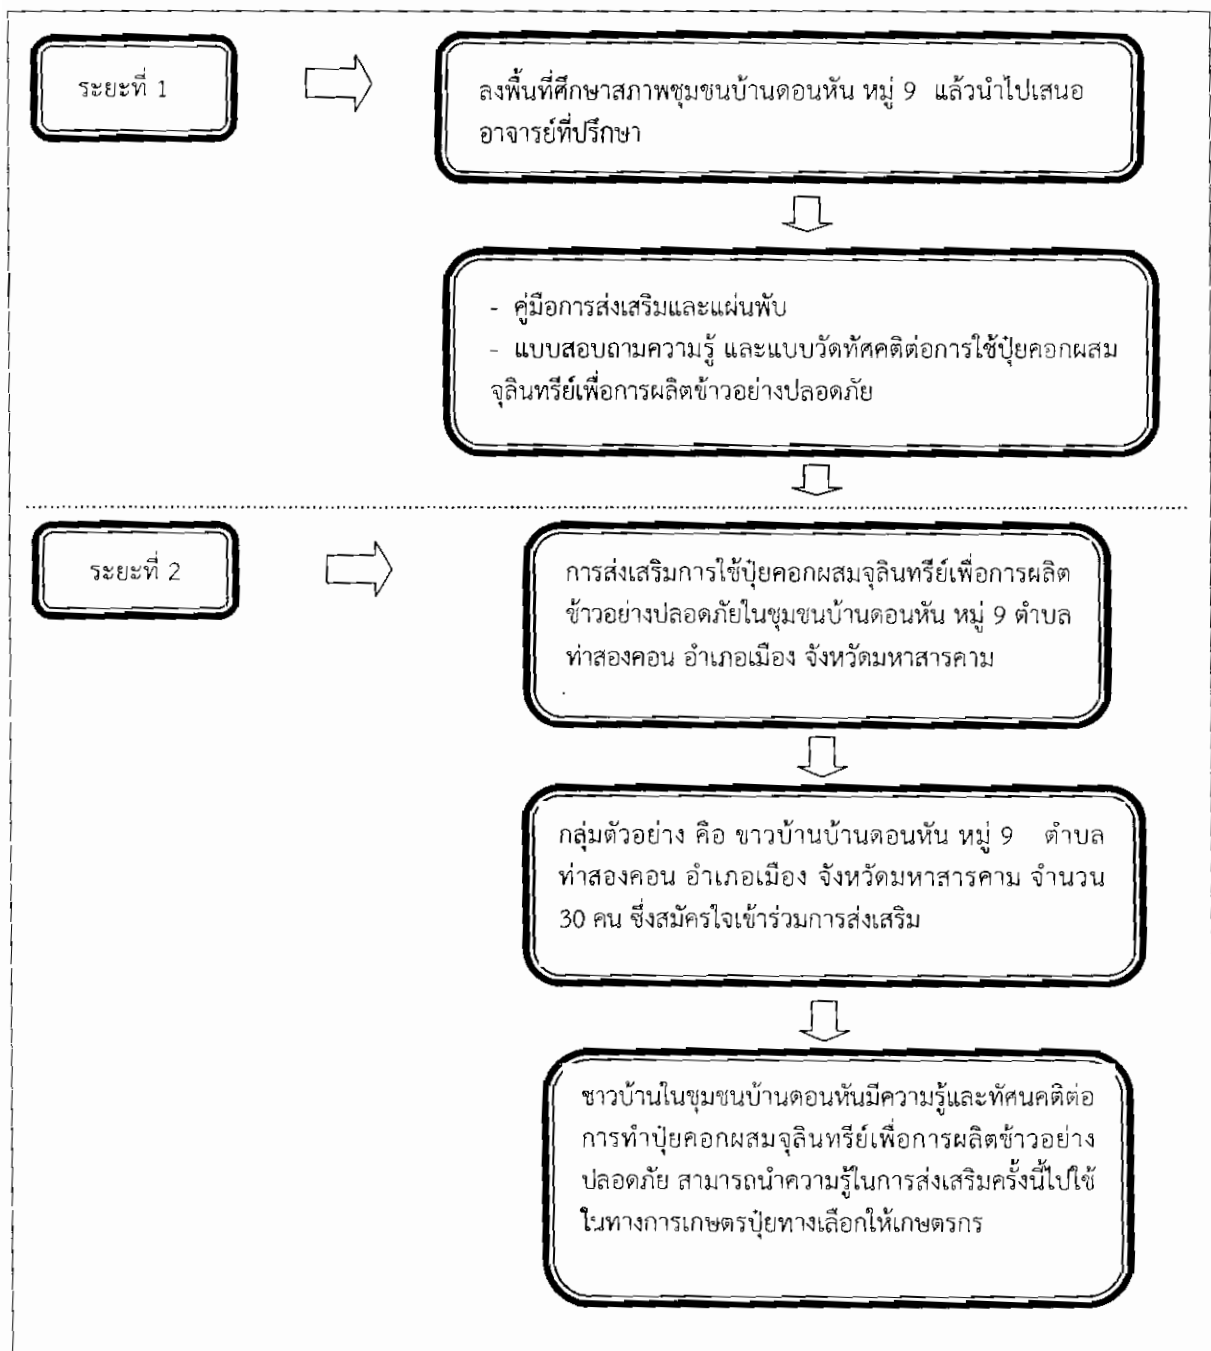 ระยะที่ 1
ลงพื้นที่ศึกษาสภาพชุมชนบ้านดอนหัน หมู่ 9 แล้วนำไปเสนอ
อาจารย์ที่ปรึกษา
- คู่มือการส่งเสริมและแผ่นพับ
- แบบสอบถามความรู้ และแบบวัดทัศคติต่อการใช้ปุ๋ยคอกผสม
จุลินทรีย์เพื่อการผลิตข้าวอย่างปลอดภัย
ระยะที่ 2
การส่งเสริมการใช้ปุ๋ยคอกผสมจุลินทรีย์เพื่อการผลิต
ข้าวอย่างปลอดภัยในชุมชนบ้านดอนหัน หมู่ 9 ตำบล
ท่าสองคอน อำเภอเมือง จังหวัดมหาสารคาม
กลุ่มตัวอย่าง คือ ชาวบ้านบ้านดอนหัน หมู่ 9 ตำบล
ท่าสองคอน อำเภอเมือง จังหวัดมหาสารคาม จำนวน
30 คน ซึ่งสมัครใจเข้าร่วมการส่งเสริม
ชาวบ้านในชุมชนบ้านดอนหันมีความรู้และทัศนคติต่อ
การทำปุ๋ยคอกผสมจุลินทรีย์เพื่อการผลิตข้าวอย่าง
ปลอดภัย สามารถนำความรู้ในการส่งเสริมครั้งนี้ไปใช้
ในทางการเกษตรปุ๋ยทางเลือกให้เกษตรกร